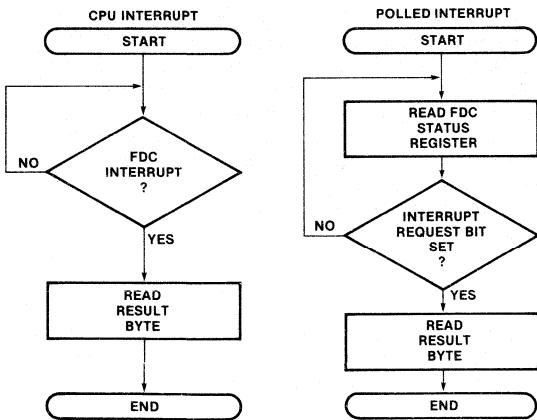 CPU INTERRUPT
START
FDC
INTERRUPT
?
NO
YES
READ
RESULT
BYTE
END
POLLED INTERRUPT
START
READ FDC
STATUS
REGISTER
INTERRUPT
REQUEST BIT
SET
?
NO
YES
READ
RESULT
BYTE
END